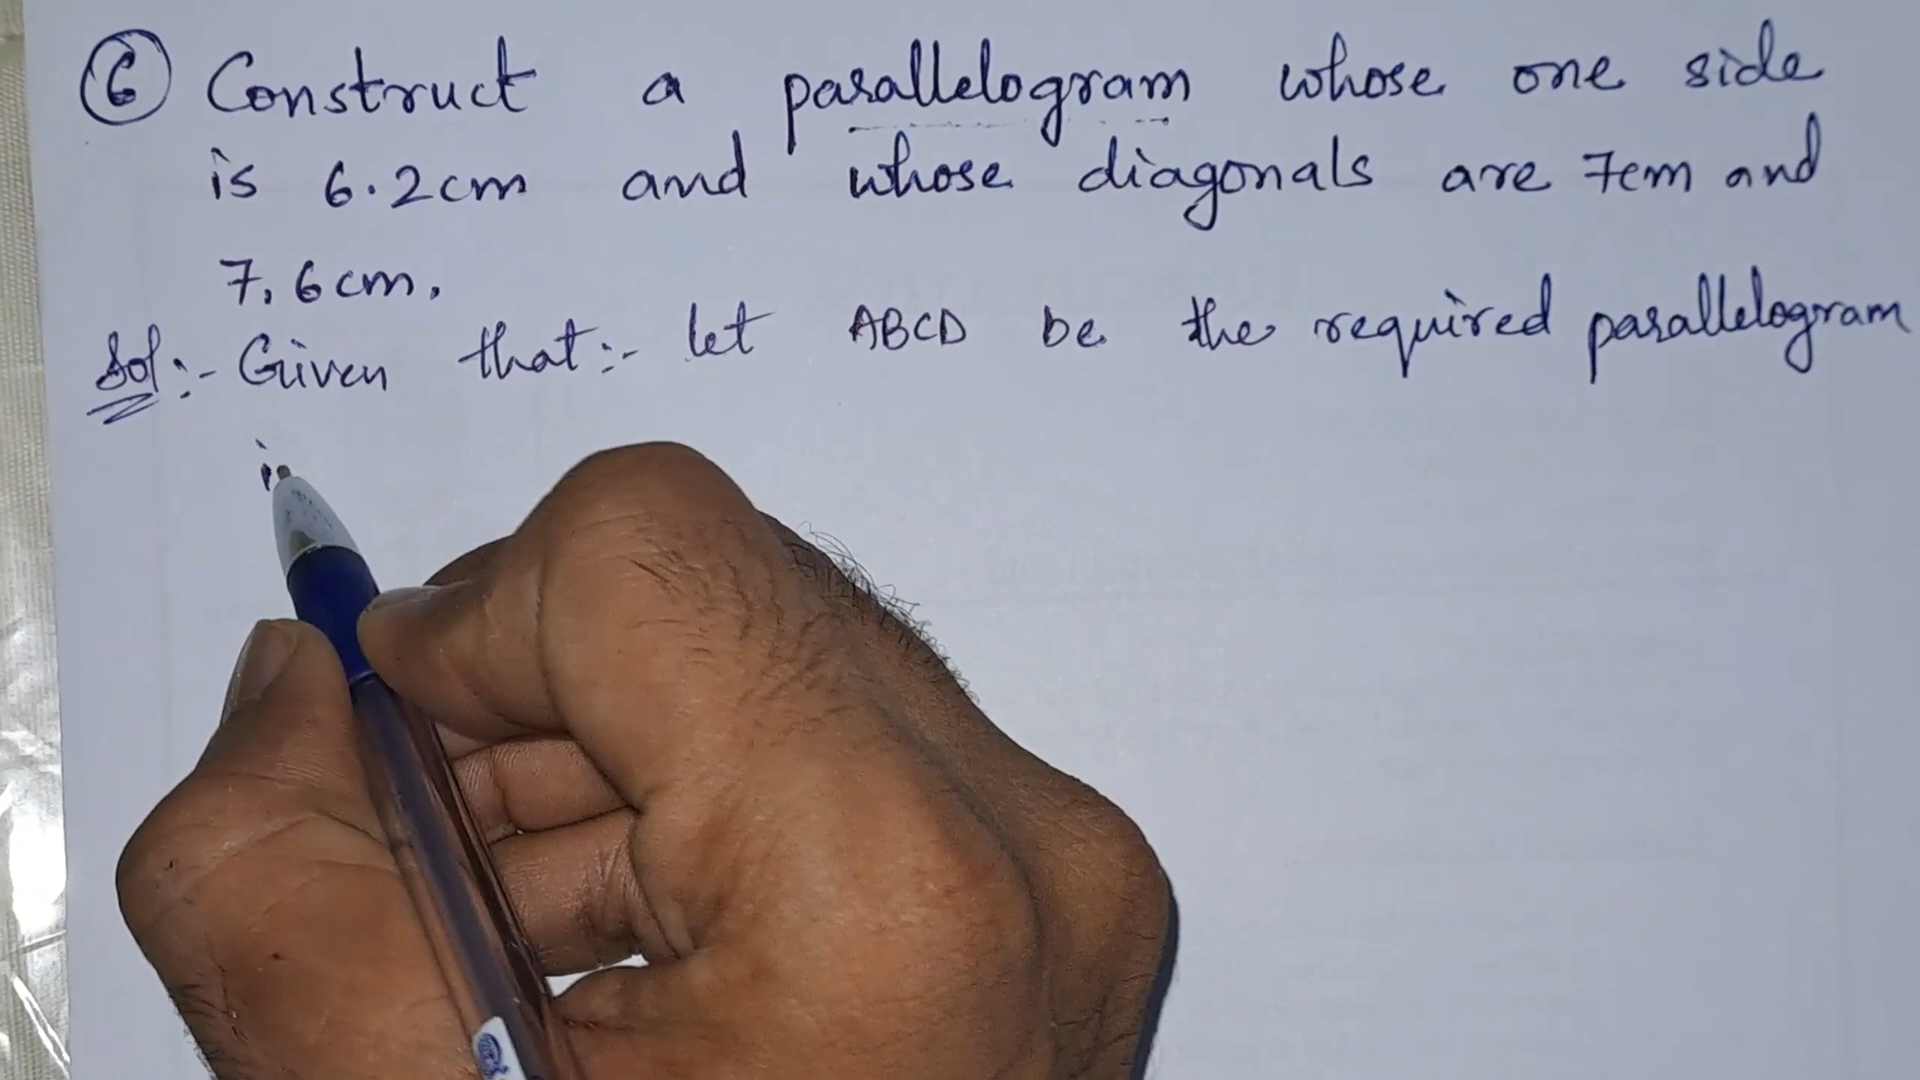 6 Construct a parallelogram whose one side
is 6.2cm and whose diagonals are 7cm and
7.6cm.
Sol:- Given that:- let ABCD be the required parallelogram
i